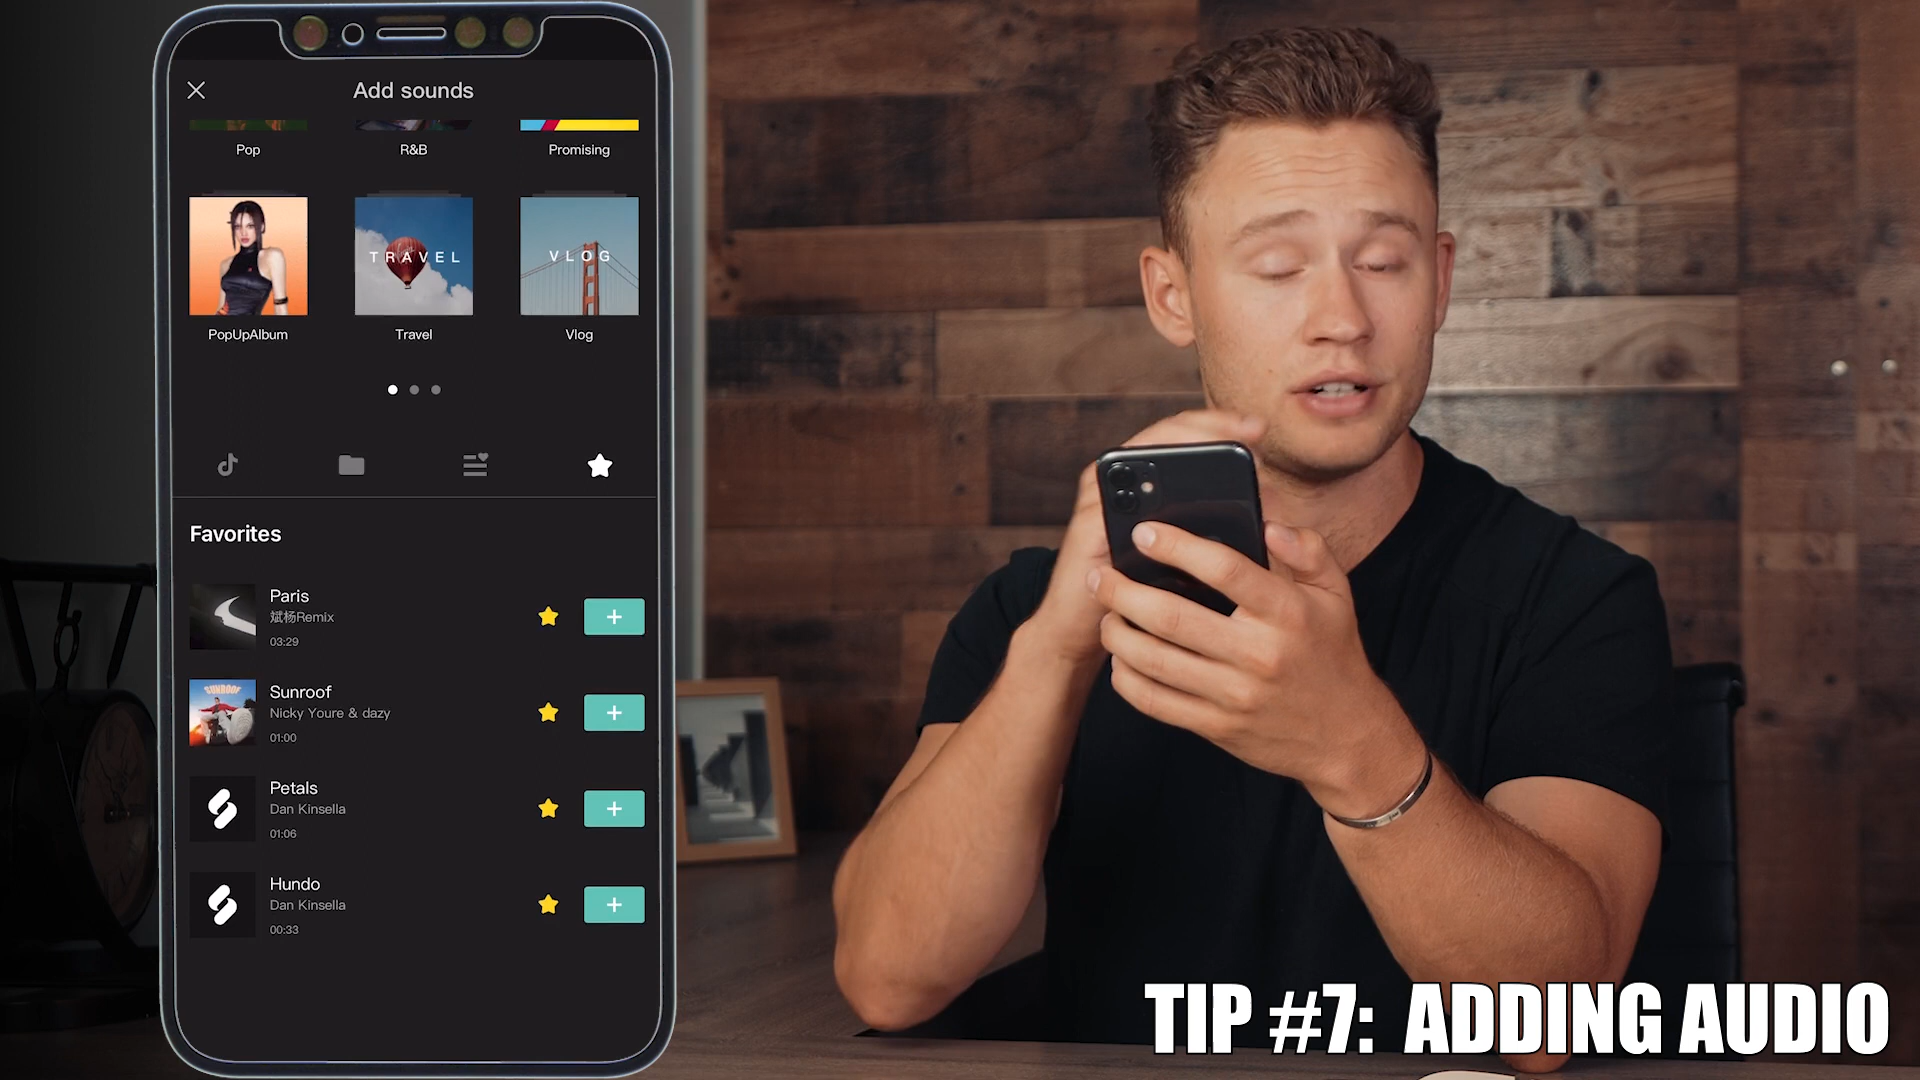 Add sounds
Pop
R&B
Promising
TRAVEL
VLOG
PopUpAlbum
Travel
Vlog
Favorites
Paris
斌杨Remix
03:29
SUNROOF
Sunroof
Nicky Youre & dazy
01:00
Petals
Dan Kinsella
01:06
Hundo
Dan Kinsella
00:33
TIP #7: ADDING AUDIO